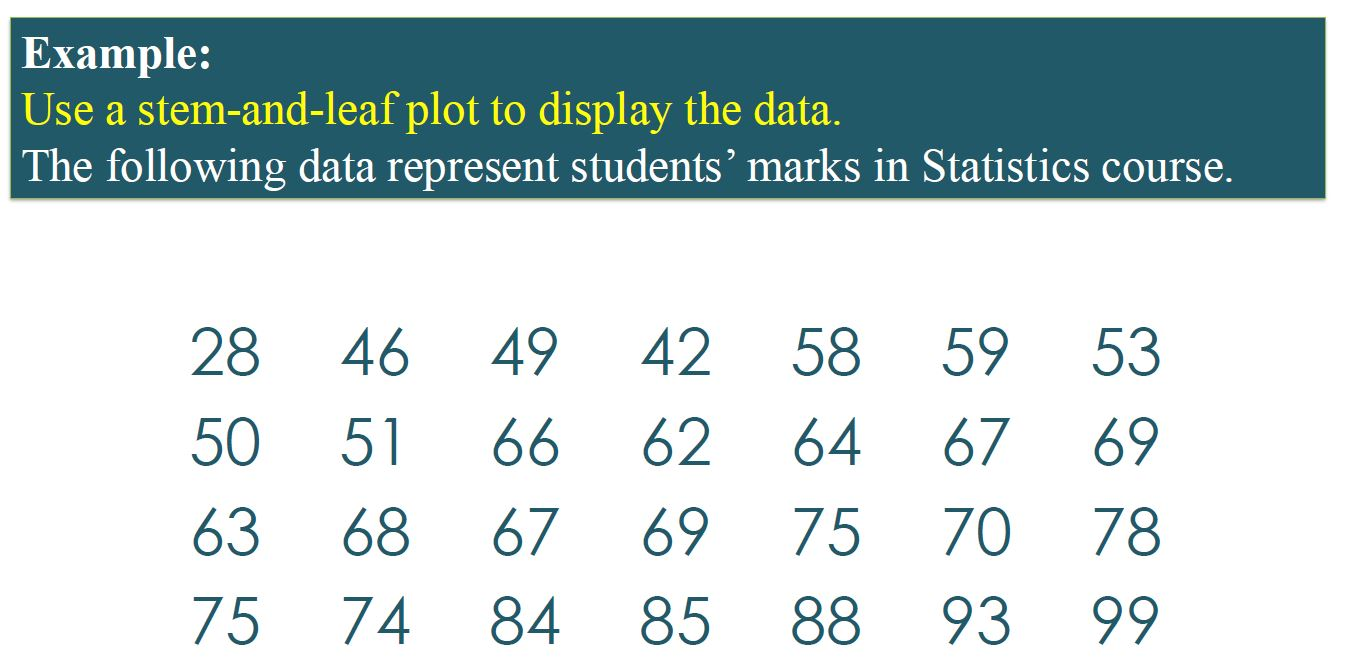 Example:
Use a stem-and-leaf plot to display the data.
The following data represent students’ marks in Statistics course.
28 46 49 42 58 59 53
50 51 66 62 64 67 69
63 68 67 69 75 70 78
75 74 84 85 88 93 99